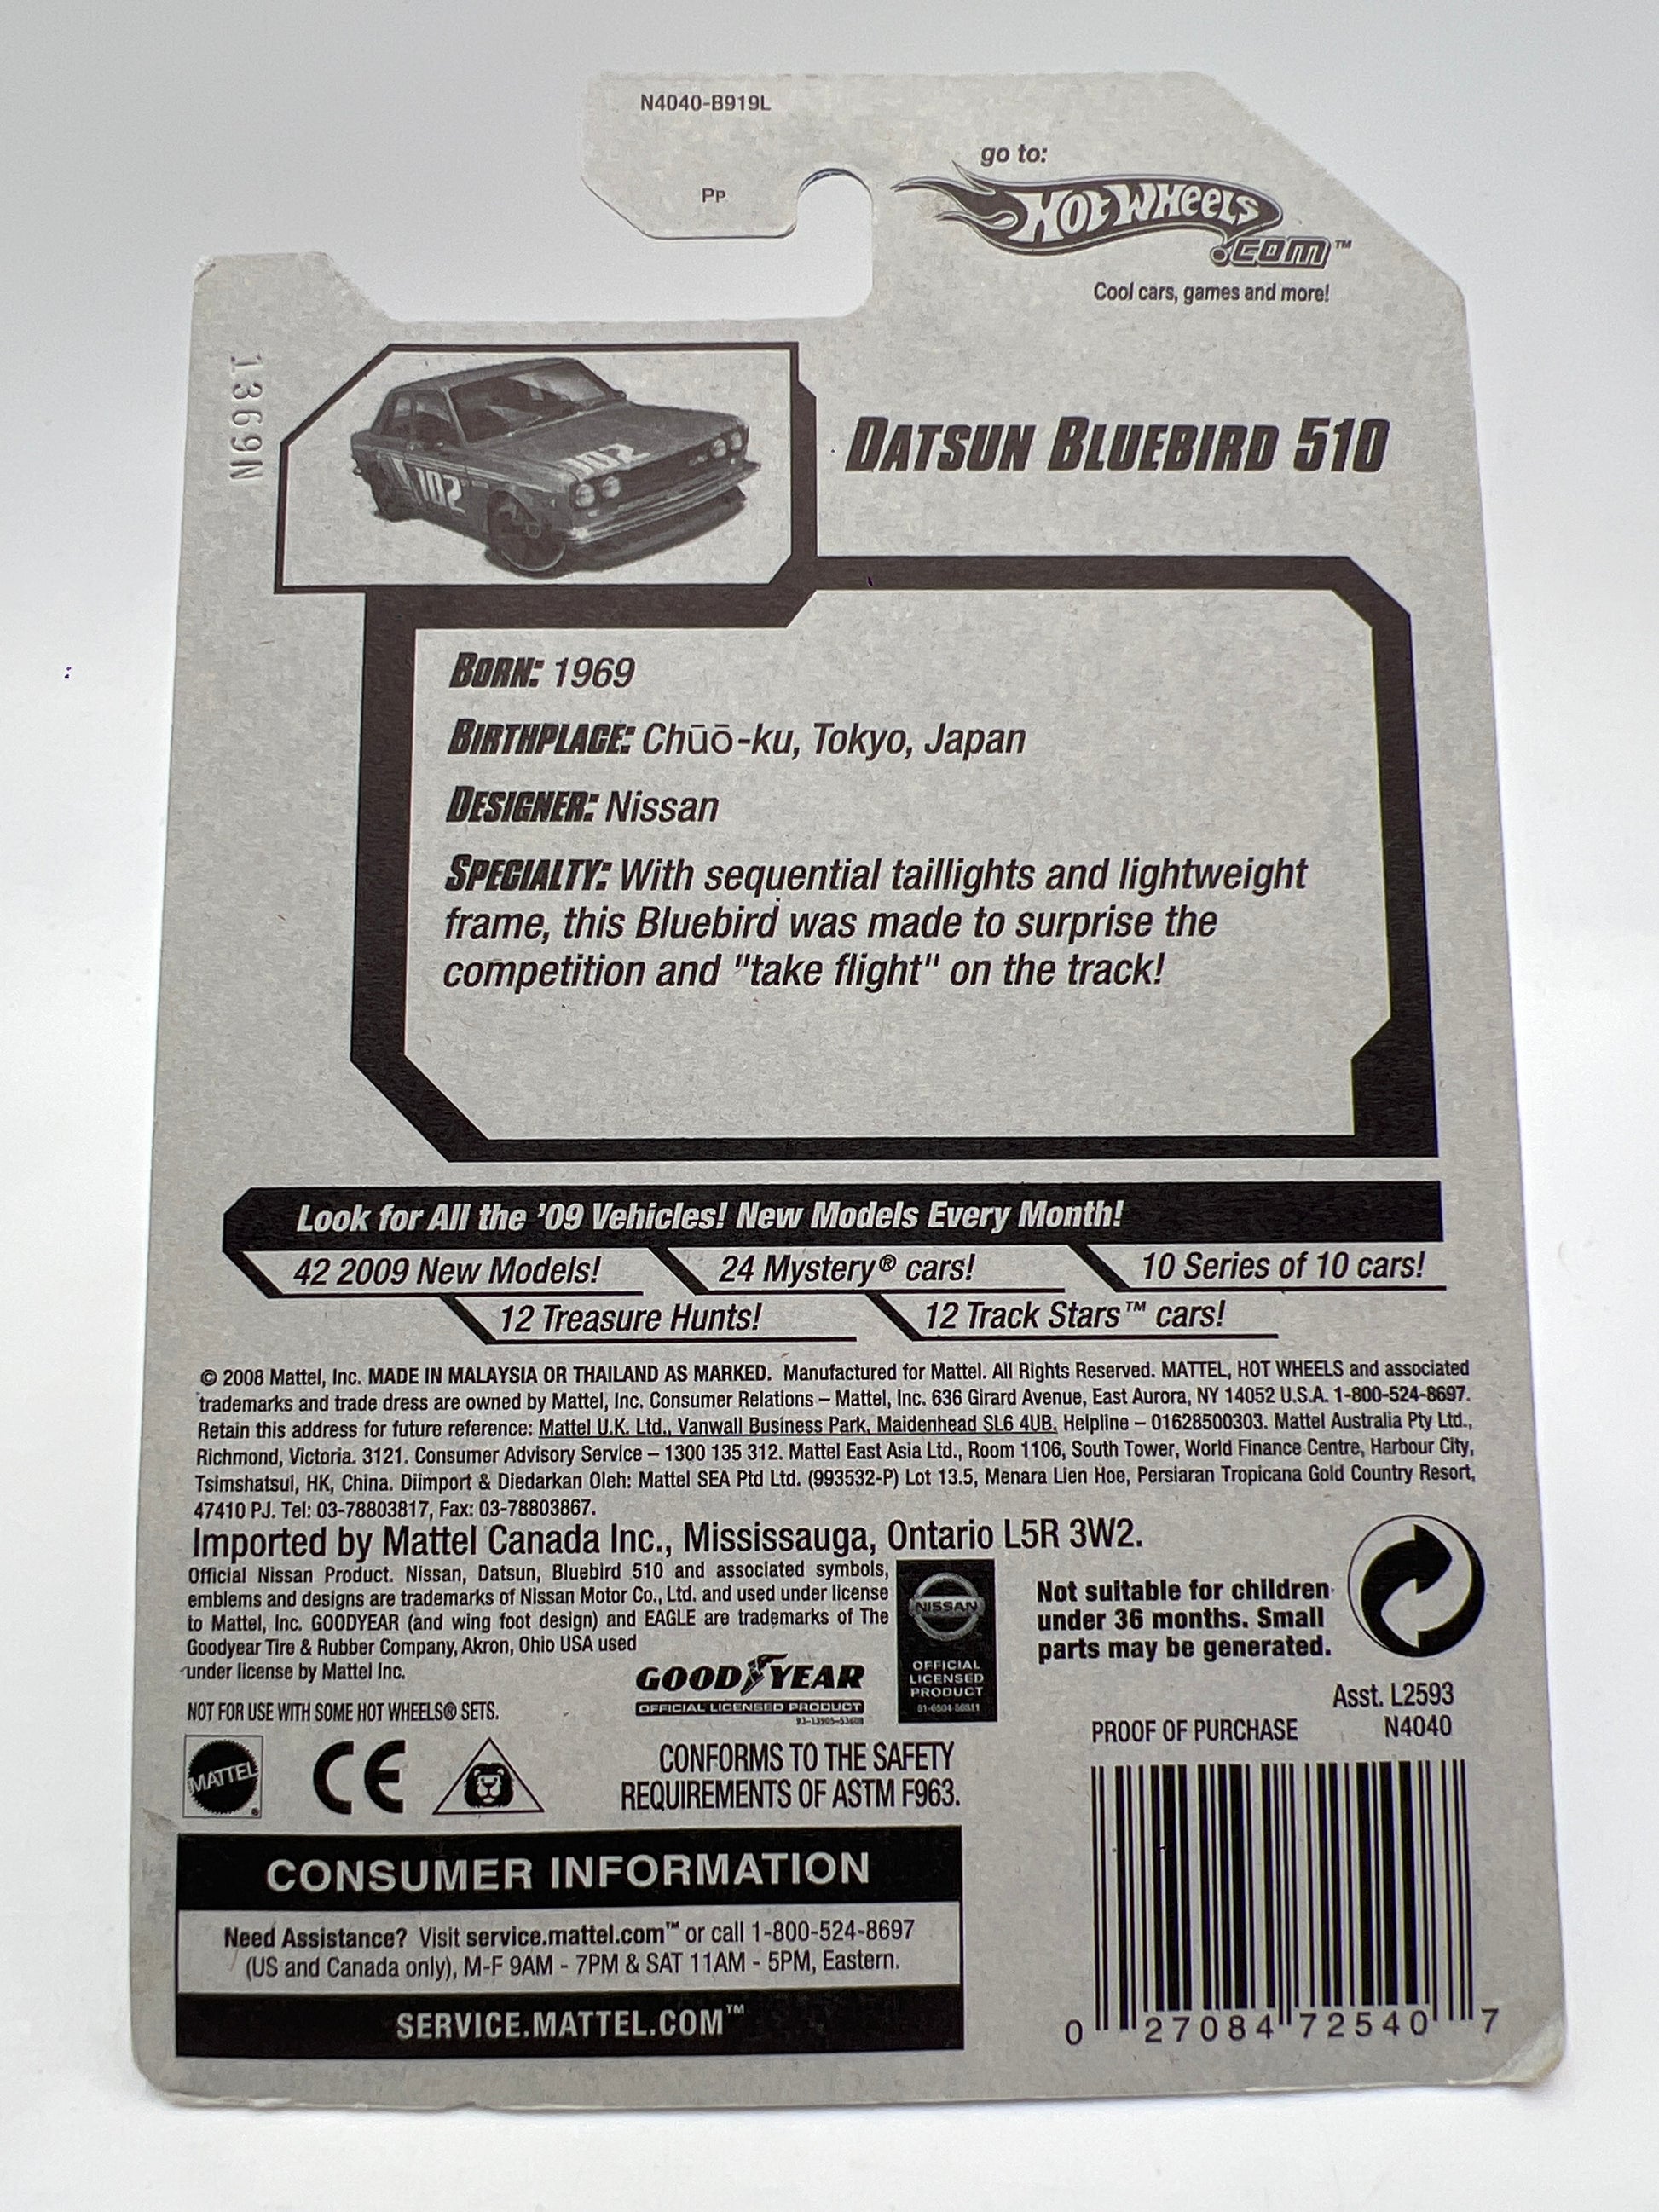 N4040-B919L
Pp
go to:
Hot Wheels
.com™
Cool cars, games and more!
1369N
102
102
Datsun Bluebird 510
Born: 1969
Birthplace: Chūō-ku, Tokyo, Japan
Designer: Nissan
Specialty: With sequential taillights and lightweight
frame, this Bluebird was made to surprise the
competition and "take flight" on the track!
Look for All the '09 Vehicles! New Models Every Month!
42 2009 New Models!
24 Mystery® cars!
10 Series of 10 cars!
12 Treasure Hunts!
12 Track Stars™ cars!
© 2008 Mattel, Inc. MADE IN MALAYSIA OR THAILAND AS MARKED. Manufactured for Mattel. All Rights Reserved. MATTEL, HOT WHEELS and associated
trademarks and trade dress are owned by Mattel, Inc. Consumer Relations – Mattel, Inc. 636 Girard Avenue, East Aurora, NY 14052 U.S.A. 1-800-524-8697.
Retain this address for future reference: Mattel U.K. Ltd., Vanwall Business Park, Maidenhead SL6 4UB. Helpline – 01628500303. Mattel Australia Pty Ltd.,
Richmond, Victoria. 3121. Consumer Advisory Service – 1300 135 312. Mattel East Asia Ltd., Room 1106, South Tower, World Finance Centre, Harbour City,
Tsimshatsui, HK, China. Diimport & Diedarkan Oleh: Mattel SEA Ptd Ltd. (993532-P) Lot 13.5, Menara Lien Hoe, Persiaran Tropicana Gold Country Resort,
47410 PJ. Tel: 03-78803817, Fax: 03-78803867.
Imported by Mattel Canada Inc., Mississauga, Ontario L5R 3W2.
Official Nissan Product. Nissan, Datsun, Bluebird 510 and associated symbols,
emblems and designs are trademarks of Nissan Motor Co., Ltd. and used under license
to Mattel, Inc. GOODYEAR (and wing foot design) and EAGLE are trademarks of The
Goodyear Tire & Rubber Company, Akron, Ohio USA used
under license by Mattel Inc.
GOODYEAR
OFFICIAL LICENSED PRODUCT
NISSAN
OFFICIAL
LICENSED
PRODUCT
Not suitable for children
under 36 months. Small
parts may be generated.
NOT FOR USE WITH SOME HOT WHEELS® SETS.
MATTEL®
CE
CONFORMS TO THE SAFETY
REQUIREMENTS OF ASTM F963.
Asst. L2593
PROOF OF PURCHASE N4040
CONSUMER INFORMATION
Need Assistance? Visit service.mattel.com™ or call 1-800-524-8697
(US and Canada only), M-F 9AM - 7PM & SAT 11AM - 5PM, Eastern.
SERVICE.MATTEL.COM™
0 27084 72540 7